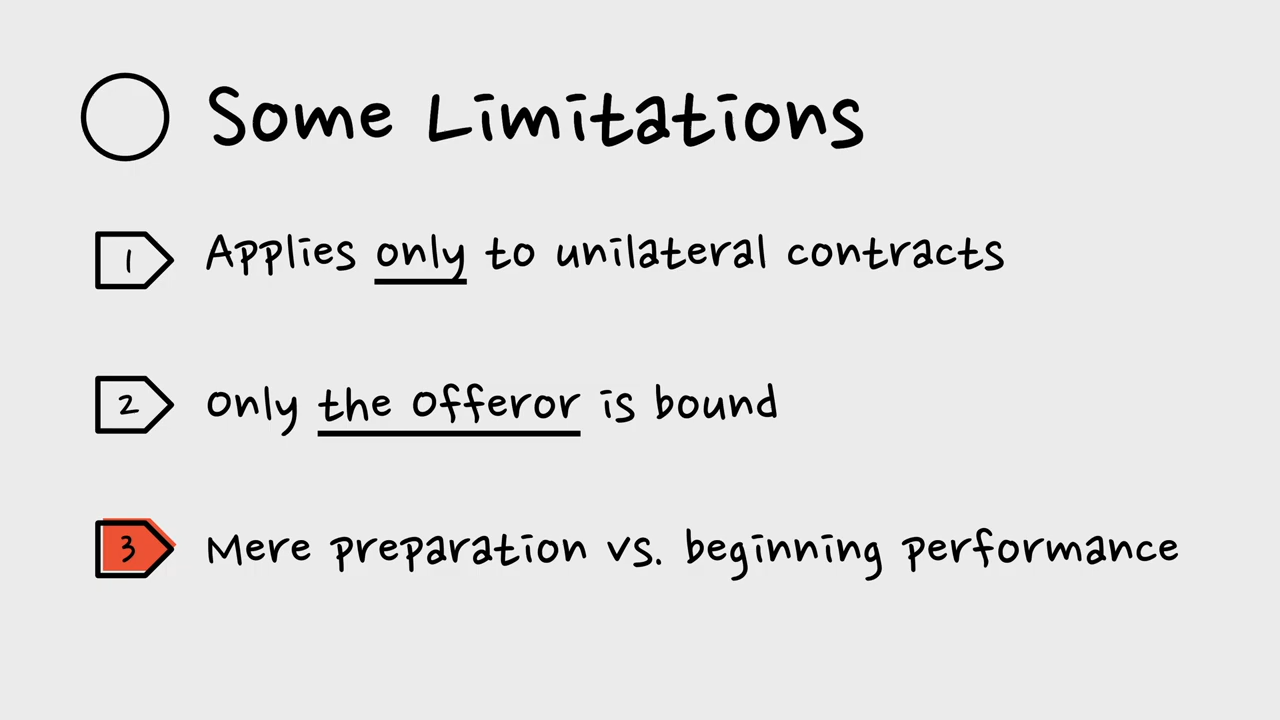 Some Limitations
1 Applies only to unilateral contracts
2 Only the Offeror is bound
3 Mere preparation vs. beginning performance